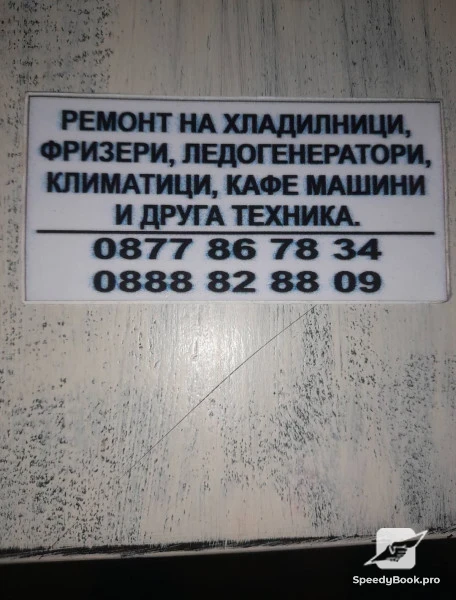 РЕМОНТ НА ХЛАДИЛНИЦИ,
ФРИЗЕРИ, ЛЕДОГЕНЕРАТОРИ,
КЛИМАТИЦИ, КАФЕ МАШИНИ
И ДРУГА ТЕХНИКА.
0877 86 78 34
0888 82 88 09
SpeedyBook.pro